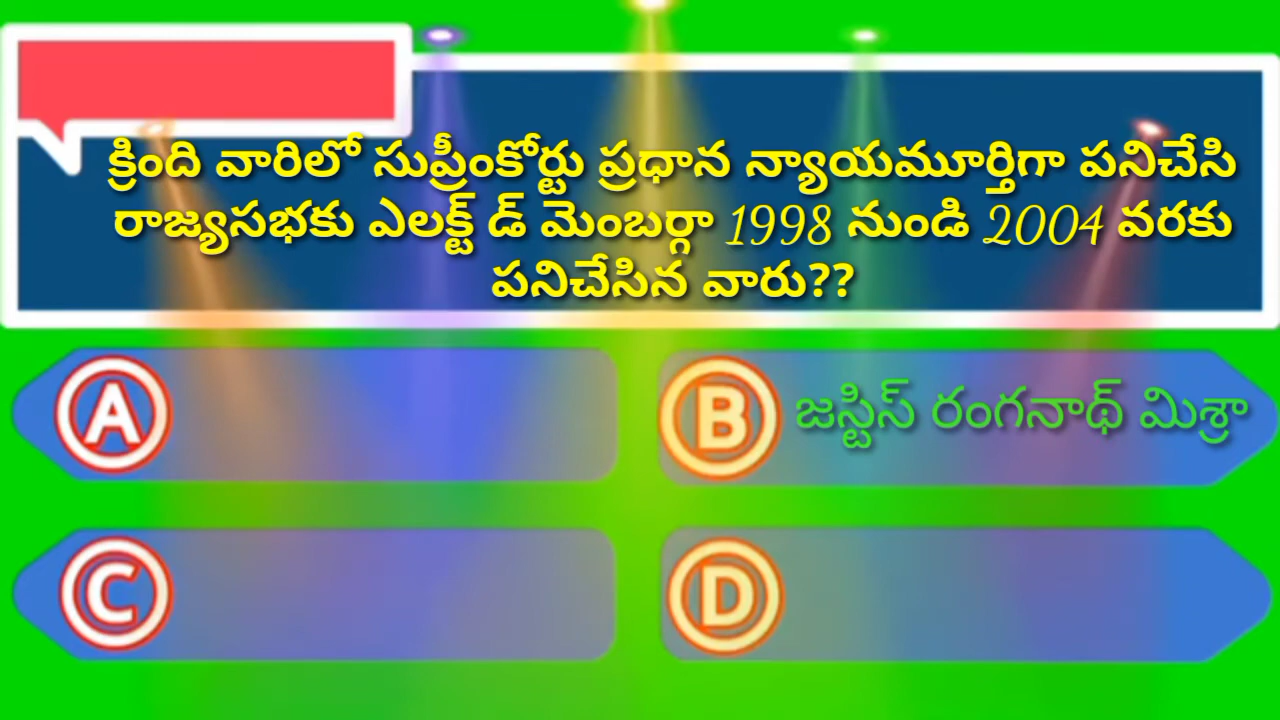 క్రింది వారిలో సుప్రీంకోర్టు ప్రధాన న్యాయమూర్తిగా పనిచేసి
రాజ్యసభకు ఎలక్ట్ డ్ మెంబర్గా 1998 నుండి 2004 వరకు
పనిచేసిన వారు??
A
B జస్టిస్ రంగనాథ్ మిశ్రా
C
D